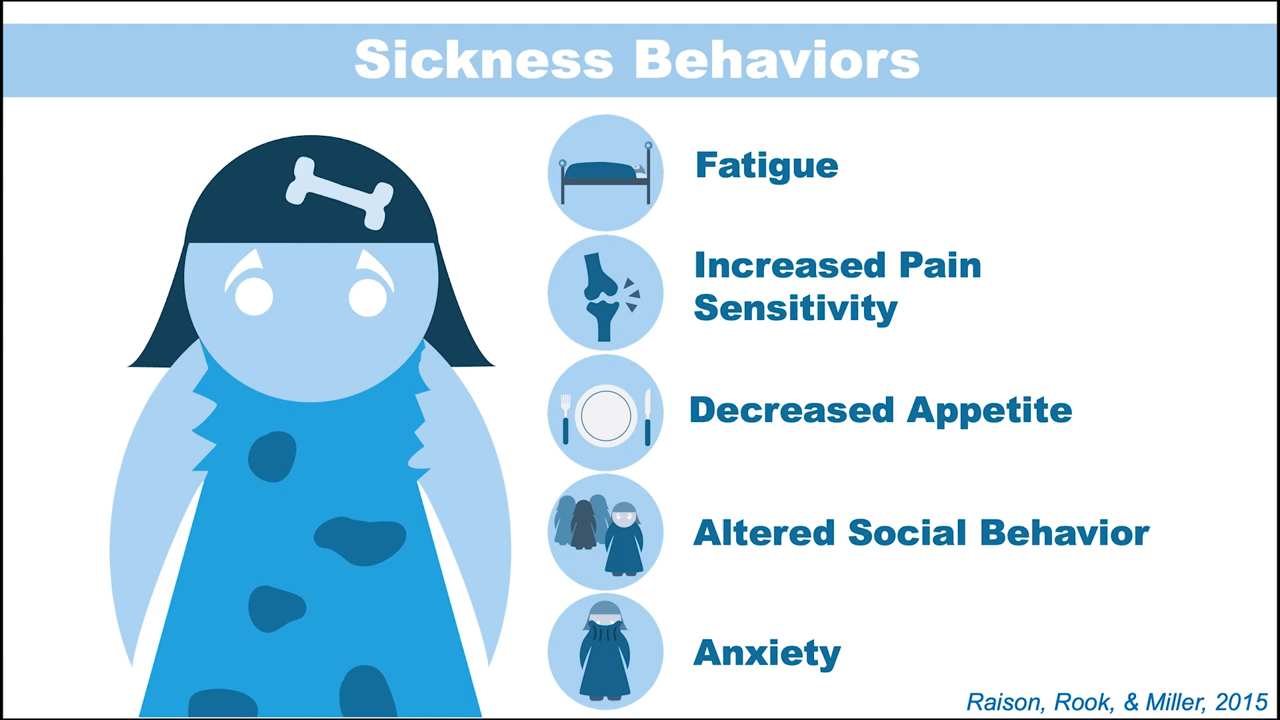 Sickness Behaviors
Fatigue
Increased Pain
Sensitivity
Decreased Appetite
Altered Social Behavior
Anxiety
Raison, Rook, & Miller, 2015